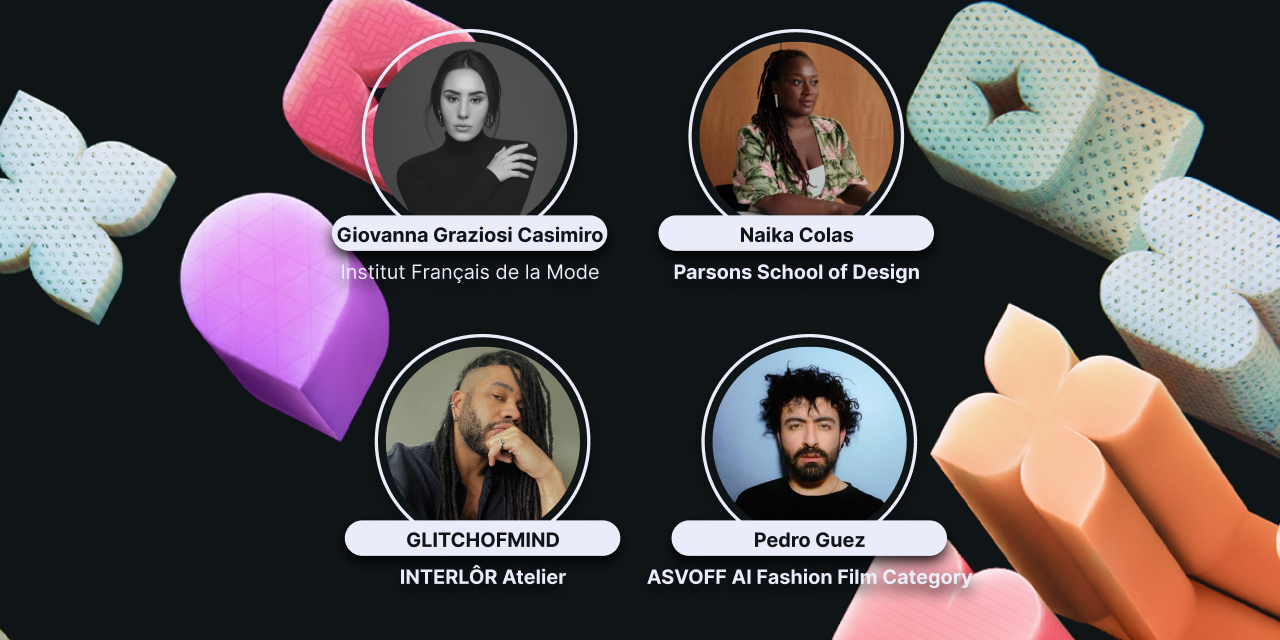 Giovanna Graziosi Casimiro
Institut Français de la Mode
Naika Colas
Parsons School of Design
GLITCHOFMIND
INTERLÔR Atelier
Pedro Guez
ASVOFF AI Fashion Film Category